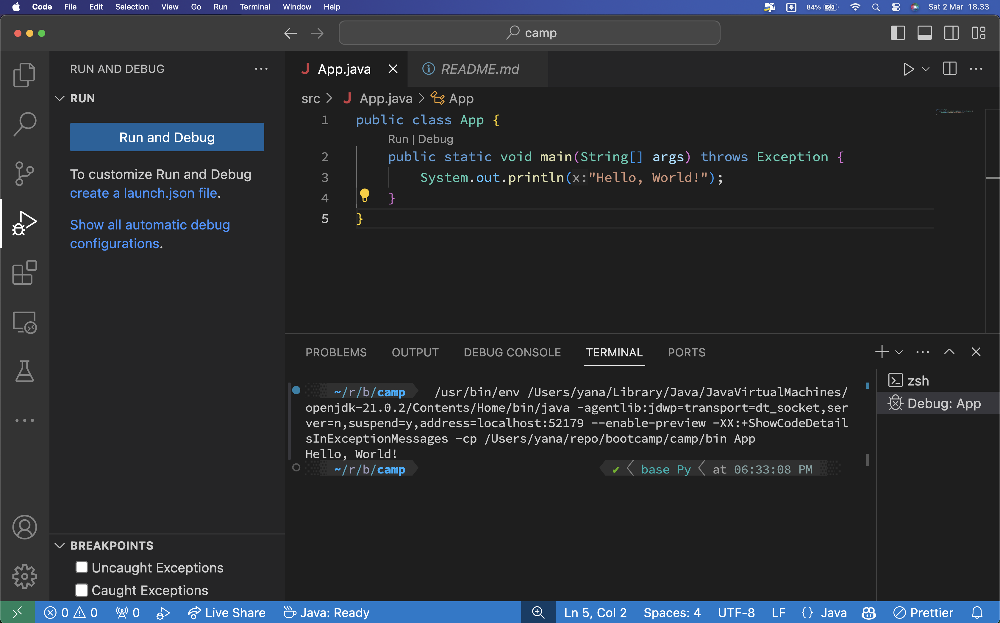 Code File Edit Selection View Go Run Terminal Window Help 84% Sat 2 Mar 18.33
camp
RUN AND DEBUG
RUN
Run and Debug
To customize Run and Debug
create a launch.json file.
Show all automatic debug
configurations.
BREAKPOINTS
Uncaught Exceptions
Caught Exceptions
App.java README.md
src App.java App
1 public class App {
Run | Debug
2 public static void main(String[] args) throws Exception {
3 System.out.println(x:"Hello, World!");
4 }
5 }
PROBLEMS OUTPUT DEBUG CONSOLE TERMINAL PORTS
~/r/b/camp /usr/bin/env /Users/yana/Library/Java/JavaVirtualMachines/
openjdk-21.0.2/Contents/Home/bin/java -agentlib:jdwp=transport=dt_socket,ser
ver=n,suspend=y,address=localhost:52179 --enable-preview -XX:+ShowCodeDetail
sInExceptionMessages -cp /Users/yana/repo/bootcamp/camp/bin App
Hello, World!
~/r/b/camp ✔ base Py at 06:33:08 PM
zsh
Debug: App
0 0 0 Live Share Java: Ready Ln 5, Col 2 Spaces: 4 UTF-8 LF {} Java Prettier